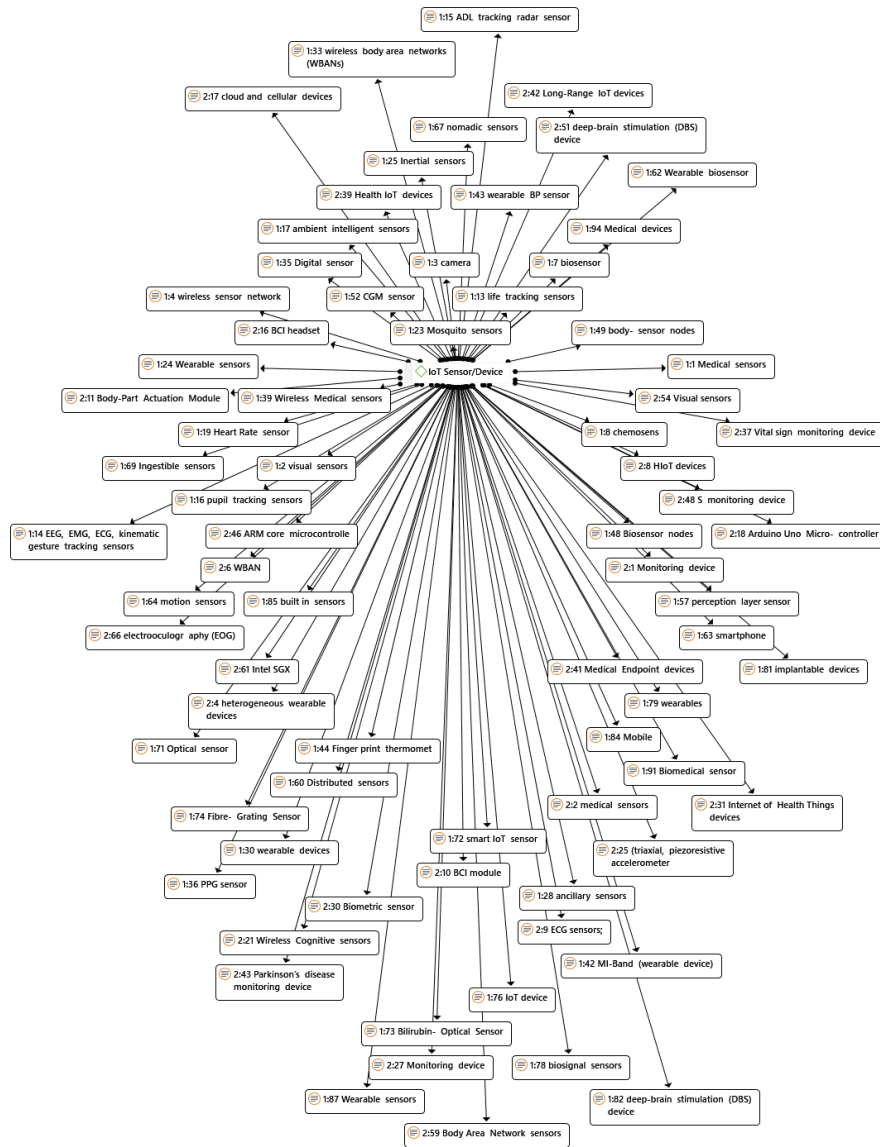 1:15 ADL tracking radar sensor
1:33 wireless body area networks
(WBANs)
2:17 cloud and cellular devices
2:42 Long-Range IoT devices
1:67 nomadic sensors
2:51 deep-brain stimulation (DBS)
device
1:25 Inertial sensors
1:62 Wearable biosensor
2:39 Health IoT devices
1:43 wearable BP sensor
1:17 ambient intelligent sensors
1:94 Medical devices
1:35 Digital sensor
1:3 camera
1:7 biosensor
1:4 wireless sensor network
1:52 CGM sensor
1:13 life tracking sensors
2:16 BCI headset
1:23 Mosquito sensors
1:49 body- sensor nodes
1:24 Wearable sensors
IoT Sensor/Device
1:1 Medical sensors
2:11 Body-Part Actuation Module
1:39 Wireless Medical sensors
2:54 Visual sensors
1:19 Heart Rate sensor
1:8 chemosens
2:37 Vital sign monitoring device
1:69 Ingestible sensors
1:2 visual sensors
2:8 HIoT devices
1:16 pupil tracking sensors
2:48 S monitoring device
1:14 EEG, EMG, ECG, kinematic
gesture tracking sensors
2:46 ARM core microcontrolle
1:48 Biosensor nodes
2:18 Arduino Uno Micro- controller
2:6 WBAN
2:1 Monitoring device
1:64 motion sensors
1:85 built in sensors
1:57 perception layer sensor
2:66 electrooculogr aphy (EOG)
1:63 smartphone
2:61 Intel SGX
2:41 Medical Endpoint devices
1:81 implantable devices
2:4 heterogeneous wearable
devices
1:79 wearables
1:71 Optical sensor
1:44 Finger print thermomet
1:84 Mobile
1:60 Distributed sensors
1:91 Biomedical sensor
1:74 Fibre- Grating Sensor
2:2 medical sensors
2:31 Internet of Health Things
devices
1:30 wearable devices
1:72 smart IoT sensor
2:25 (triaxial, piezoresistive
accelerometer
1:36 PPG sensor
2:10 BCI module
1:28 ancillary sensors
2:30 Biometric sensor
2:9 ECG sensors;
2:21 Wireless Cognitive sensors
1:42 MI-Band (wearable device)
2:43 Parkinson's disease
monitoring device
1:76 IoT device
1:73 Bilirubin- Optical Sensor
2:27 Monitoring device
1:78 biosignal sensors
1:87 Wearable sensors
1:82 deep-brain stimulation (DBS)
device
2:59 Body Area Network sensors